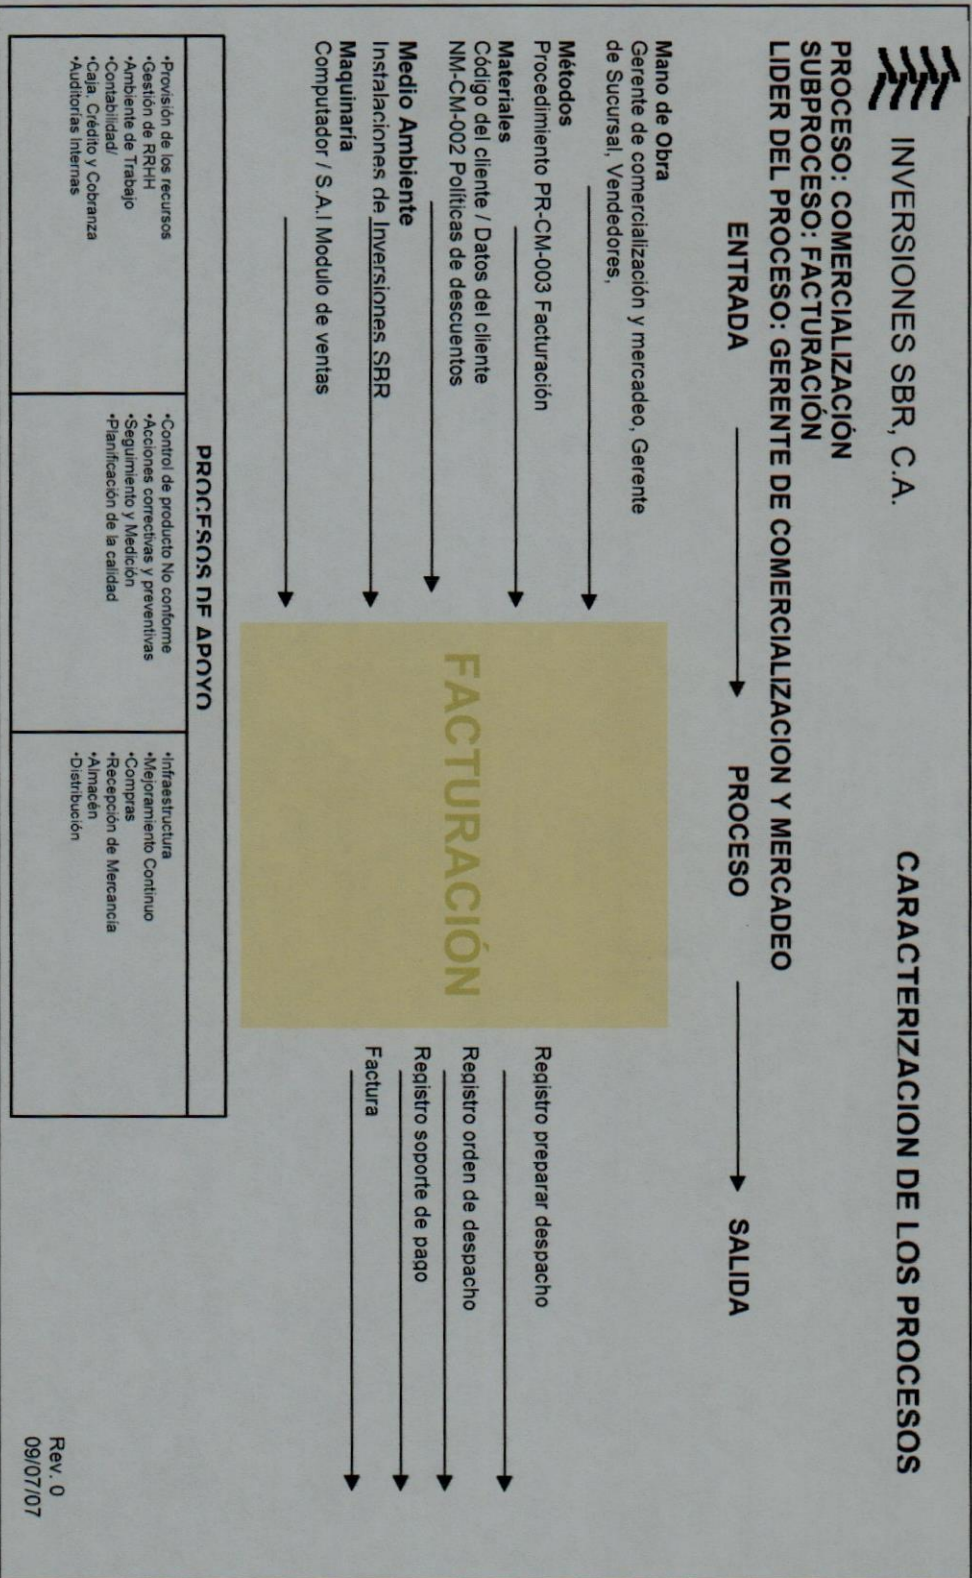 INVERSIONES SBR, C.A.
CARACTERIZACION DE LOS PROCESOS
PROCESO: COMERCIALIZACIÓN
SUBPROCESO: FACTURACIÓN
LIDER DEL PROCESO: GERENTE DE COMERCIALIZACION Y MERCADEO
ENTRADA
PROCESO
SALIDA
Mano de Obra
Gerente de comercialización y mercadeo, Gerente
de Sucursal, Vendedores,
Métodos
Procedimiento PR-CM-003 Facturación
Materiales
Código del cliente / Datos del cliente
NM-CM-002 Políticas de descuentos
Medio Ambiente
Instalaciones de Inversiones SBR
Maquinaría
Computador / S.A.I Modulo de ventas
FACTURACIÓN
Registro preparar despacho
Registro orden de despacho
Registro soporte de pago
Factura
PROCESOS DE APOYO
•Provisión de los recursos
•Gestión de RRHH
•Ambiente de Trabajo
•Contabilidad/
•Caja, Crédito y Cobranza
•Auditorías Internas
•Control de producto No conforme
•Acciones correctivas y preventivas
•Seguimiento y Medición
•Planificación de la calidad
•Infraestructura
•Mejoramiento Continuo
•Compras
•Recepción de Mercancía
•Almacén
•Distribución
Rev. 0
09/07/07